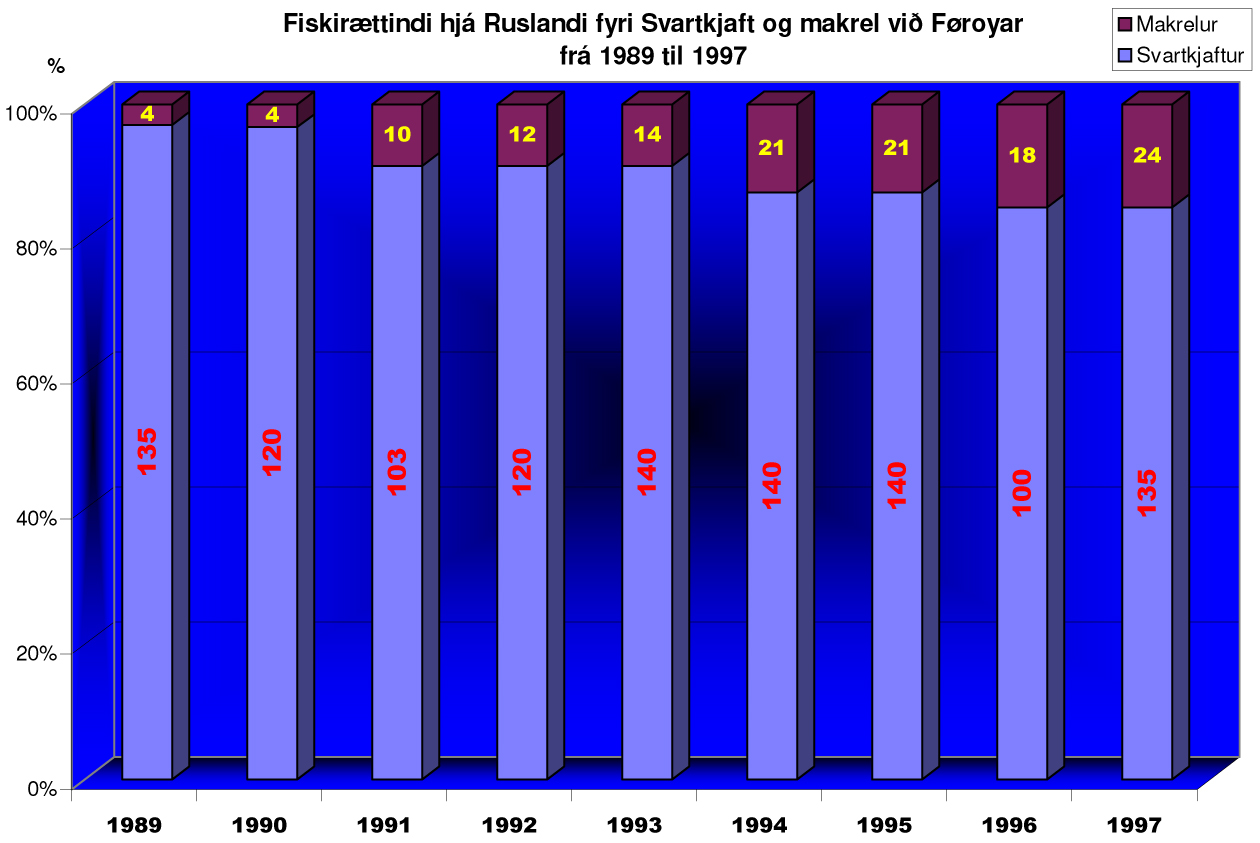 Fiskirættindi hjá Ruslandi fyri Svartkjaft og makrel við Føroyar
frá 1989 til 1997
Makrelur
Svartkjaftur
%
100%
80%
60%
40%
20%
0%
4 4 10 12 14 21 21 18 24
135 120 103 120 140 140 140 100 135
1989 1990 1991 1992 1993 1994 1995 1996 1997